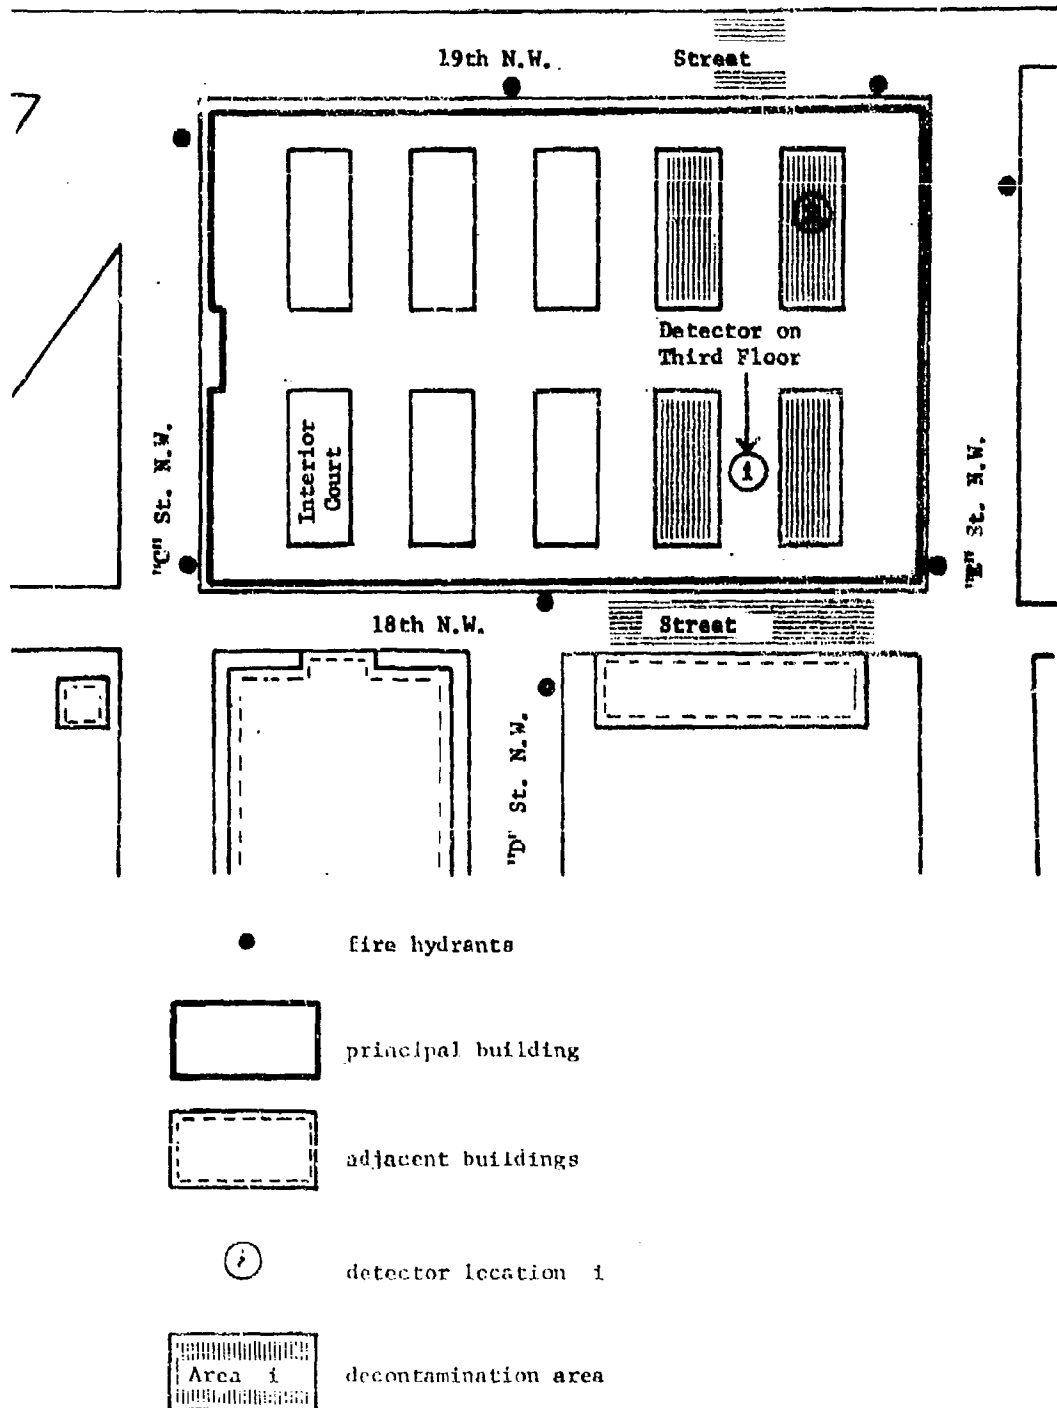 19th N.W. Street
Detector on
Third Floor
1
Interior
Court
"C" St. N.W.
"E" St. N.W.
18th N.W. Street
"D" St. N.W.
fire hydrants
principal building
adjacent buildings
i
detector location i
Area i
decontamination area